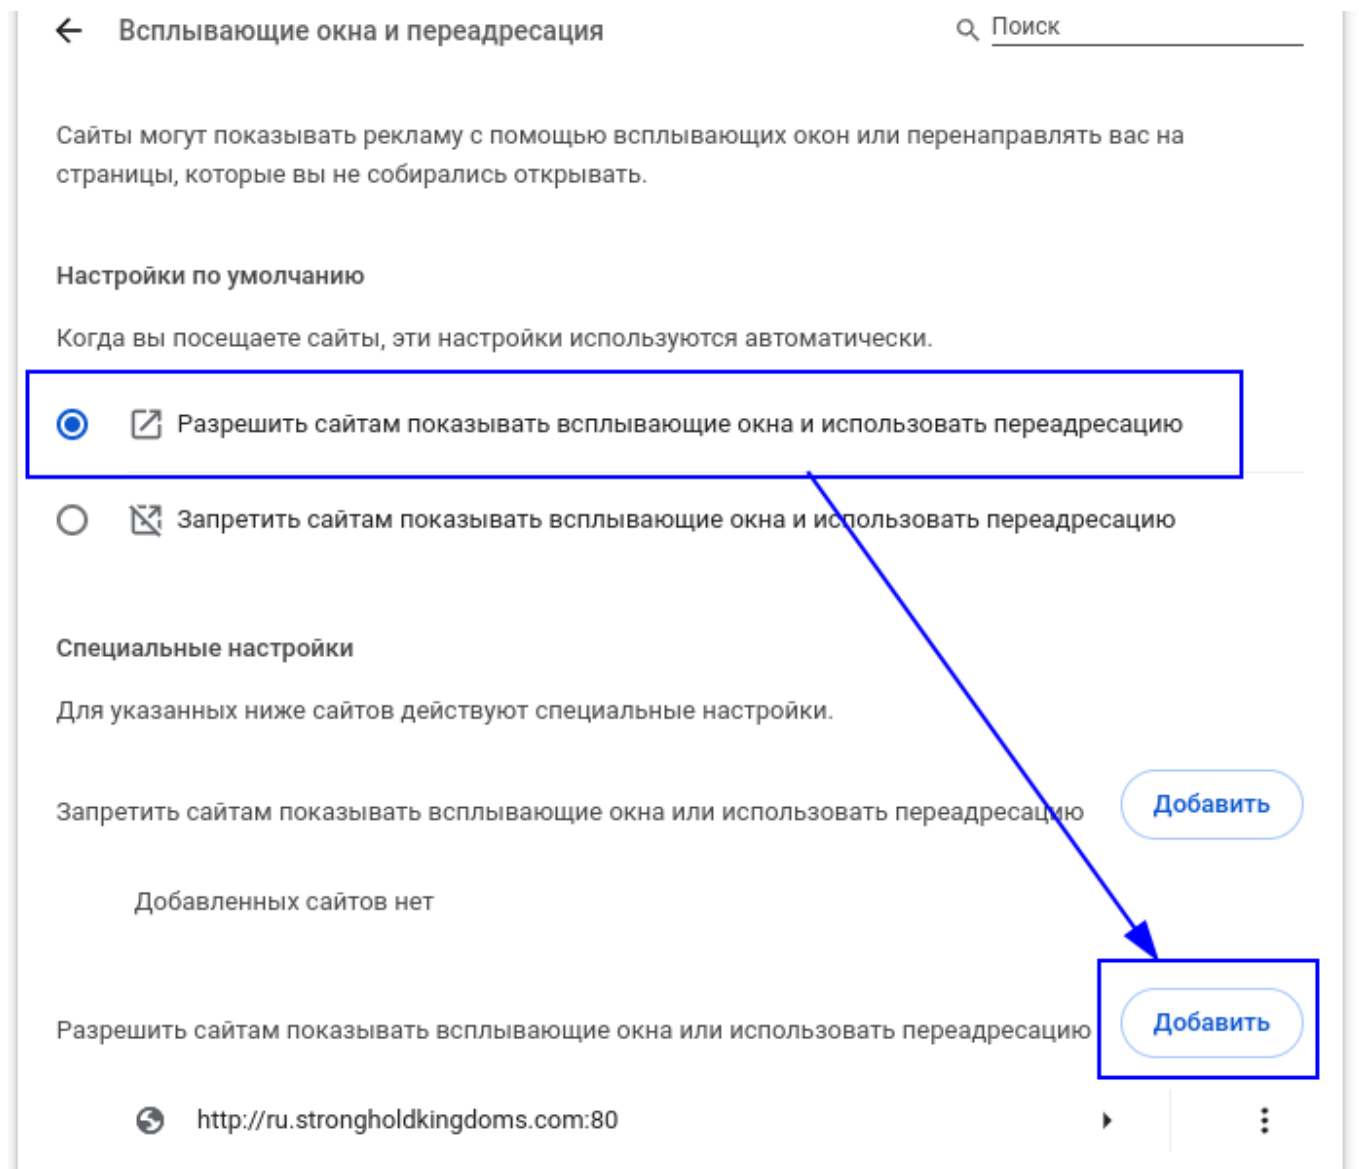 Всплывающие окна и переадресация
Поиск
Сайты могут показывать рекламу с помощью всплывающих окон или перенаправлять вас на
страницы, которые вы не собирались открывать.
Настройки по умолчанию
Когда вы посещаете сайты, эти настройки используются автоматически.
Разрешить сайтам показывать всплывающие окна и использовать переадресацию
Запретить сайтам показывать всплывающие окна и использовать переадресацию
Специальные настройки
Для указанных ниже сайтов действуют специальные настройки.
Запретить сайтам показывать всплывающие окна или использовать переадресацию
Добавить
Добавленных сайтов нет
Разрешить сайтам показывать всплывающие окна или использовать переадресацию
Добавить
http://ru.strongholdkingdoms.com:80